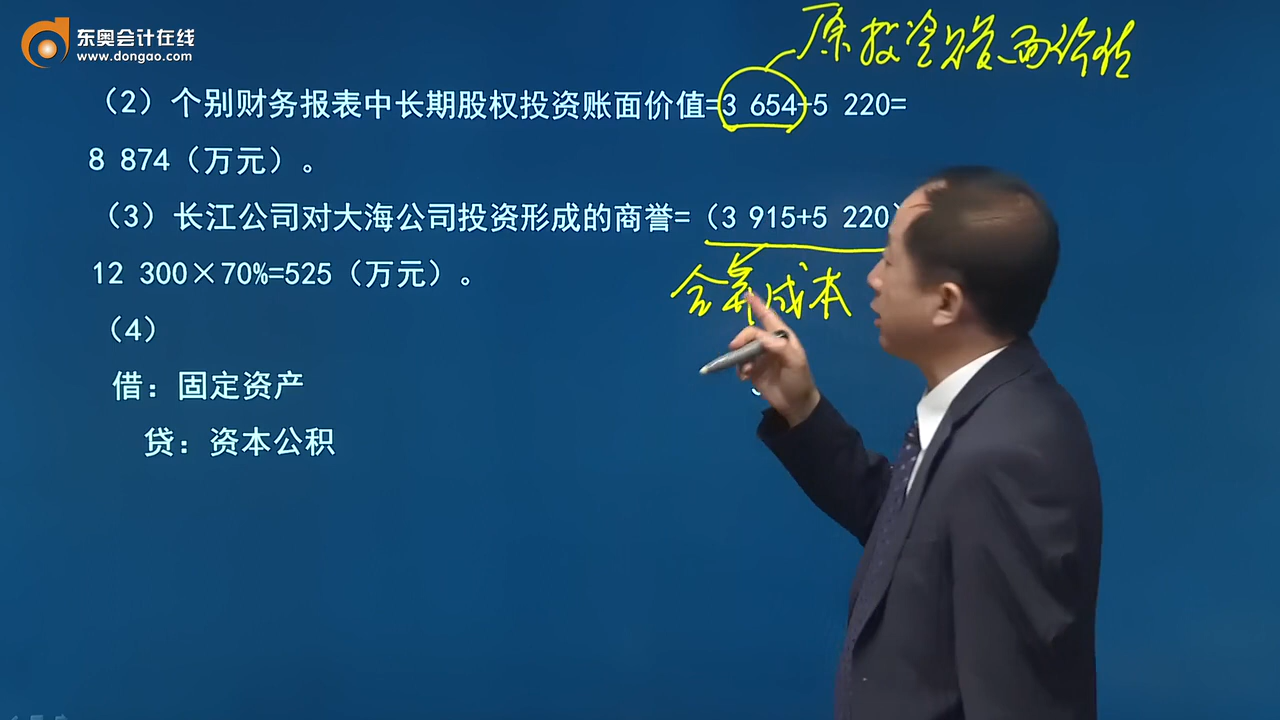 东奥会计在线
www.dongao.com
原投资账面价值
（2）个别财务报表中长期股权投资账面价值=3 654+5 220=
8 874（万元）。
（3）长江公司对大海公司投资形成的商誉=（3 915+5 220）
12 300×70%=525（万元）。
合并成本
（4）
借：固定资产
贷：资本公积